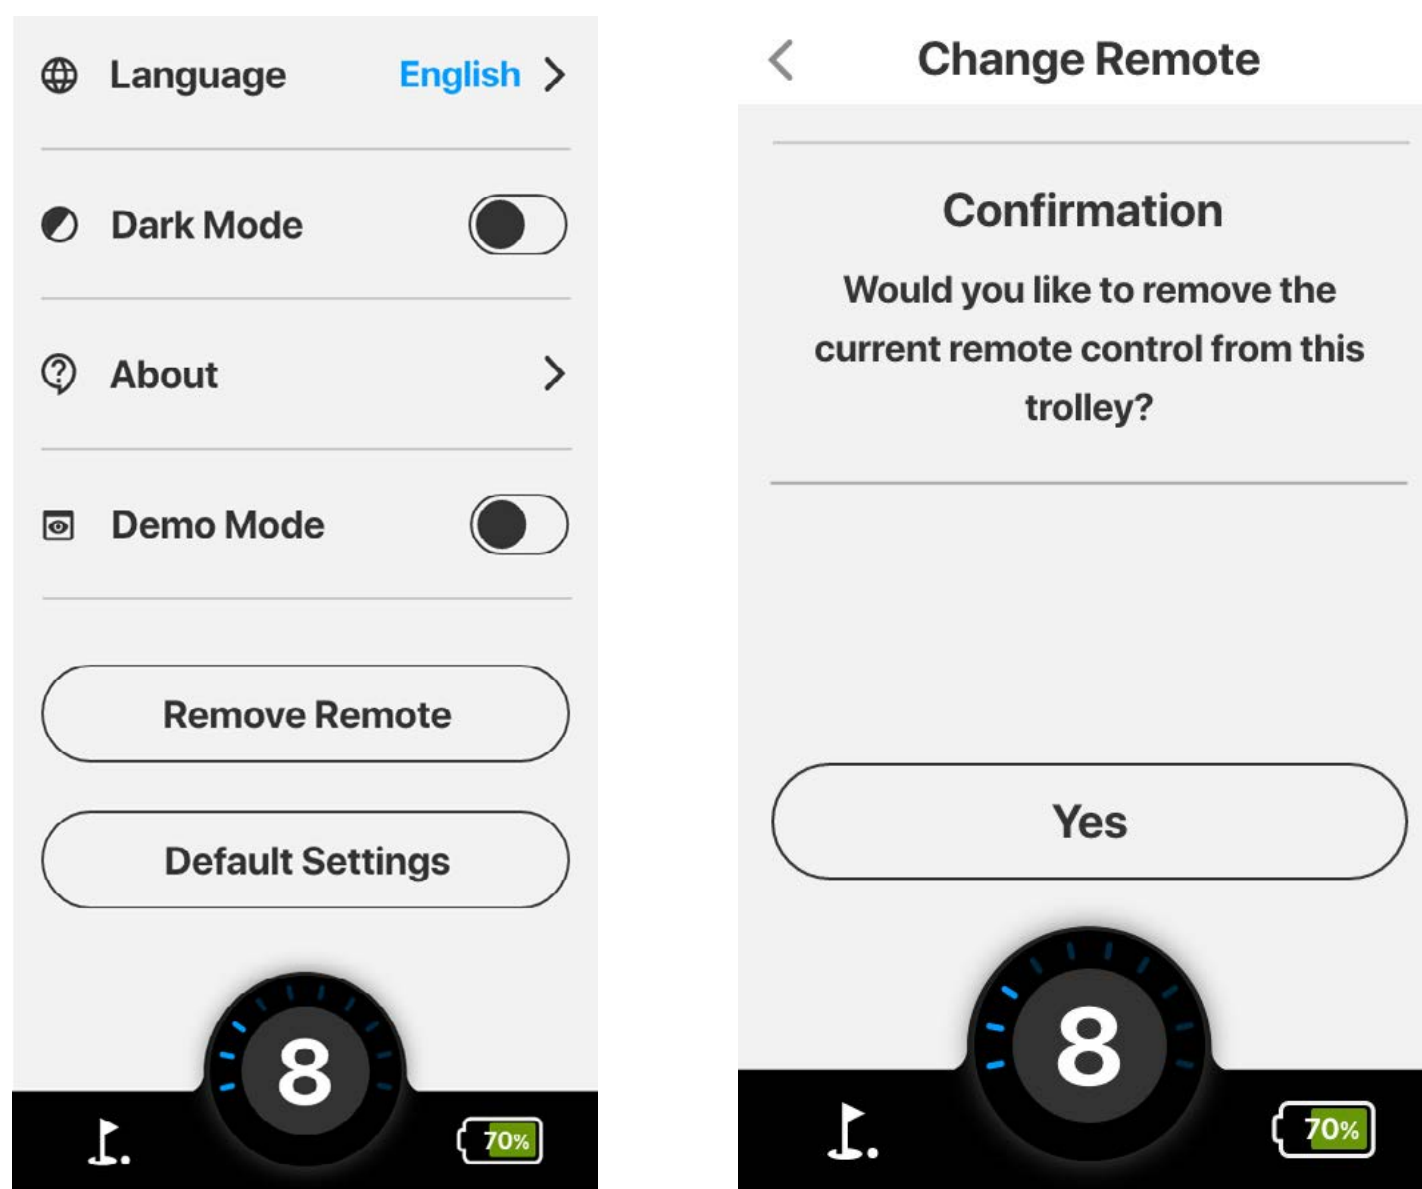 Language English
Dark Mode
About
Demo Mode
Remove Remote
Default Settings
8
70%
Change Remote
Confirmation
Would you like to remove the
current remote control from this
trolley?
Yes
8
70%